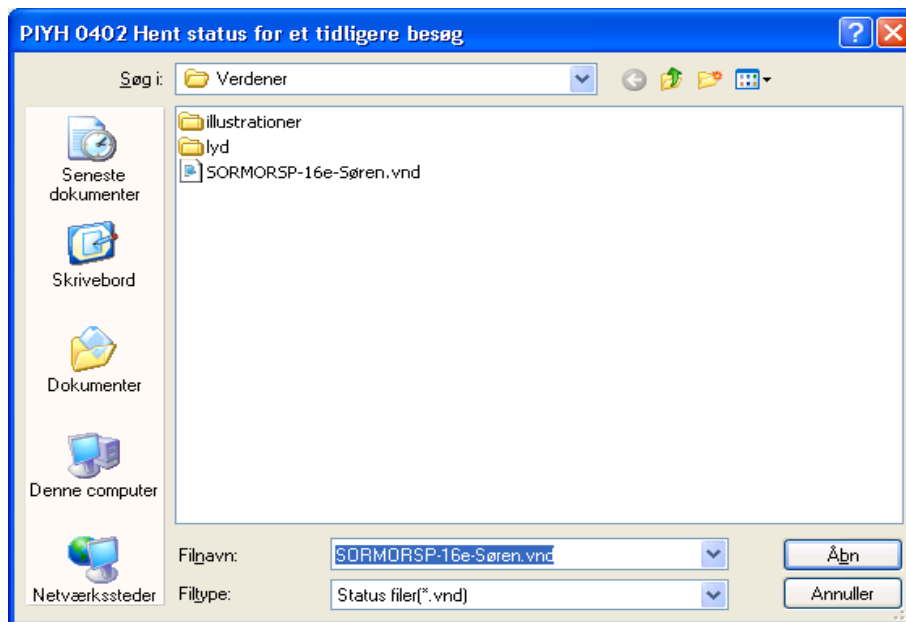 PIYH 0402 Hent status for et tidligere besøg
Søg i:
Verdener
illustrationer
lyd
SORMORSP-16e-Søren.vnd
Seneste
dokumenter
Skrivebord
Dokumenter
Denne computer
Netværkssteder
Filnavn:
SORMORSP-16e-Søren.vnd
Åbn
Filtype:
Status filer(*.vnd)
Annuller